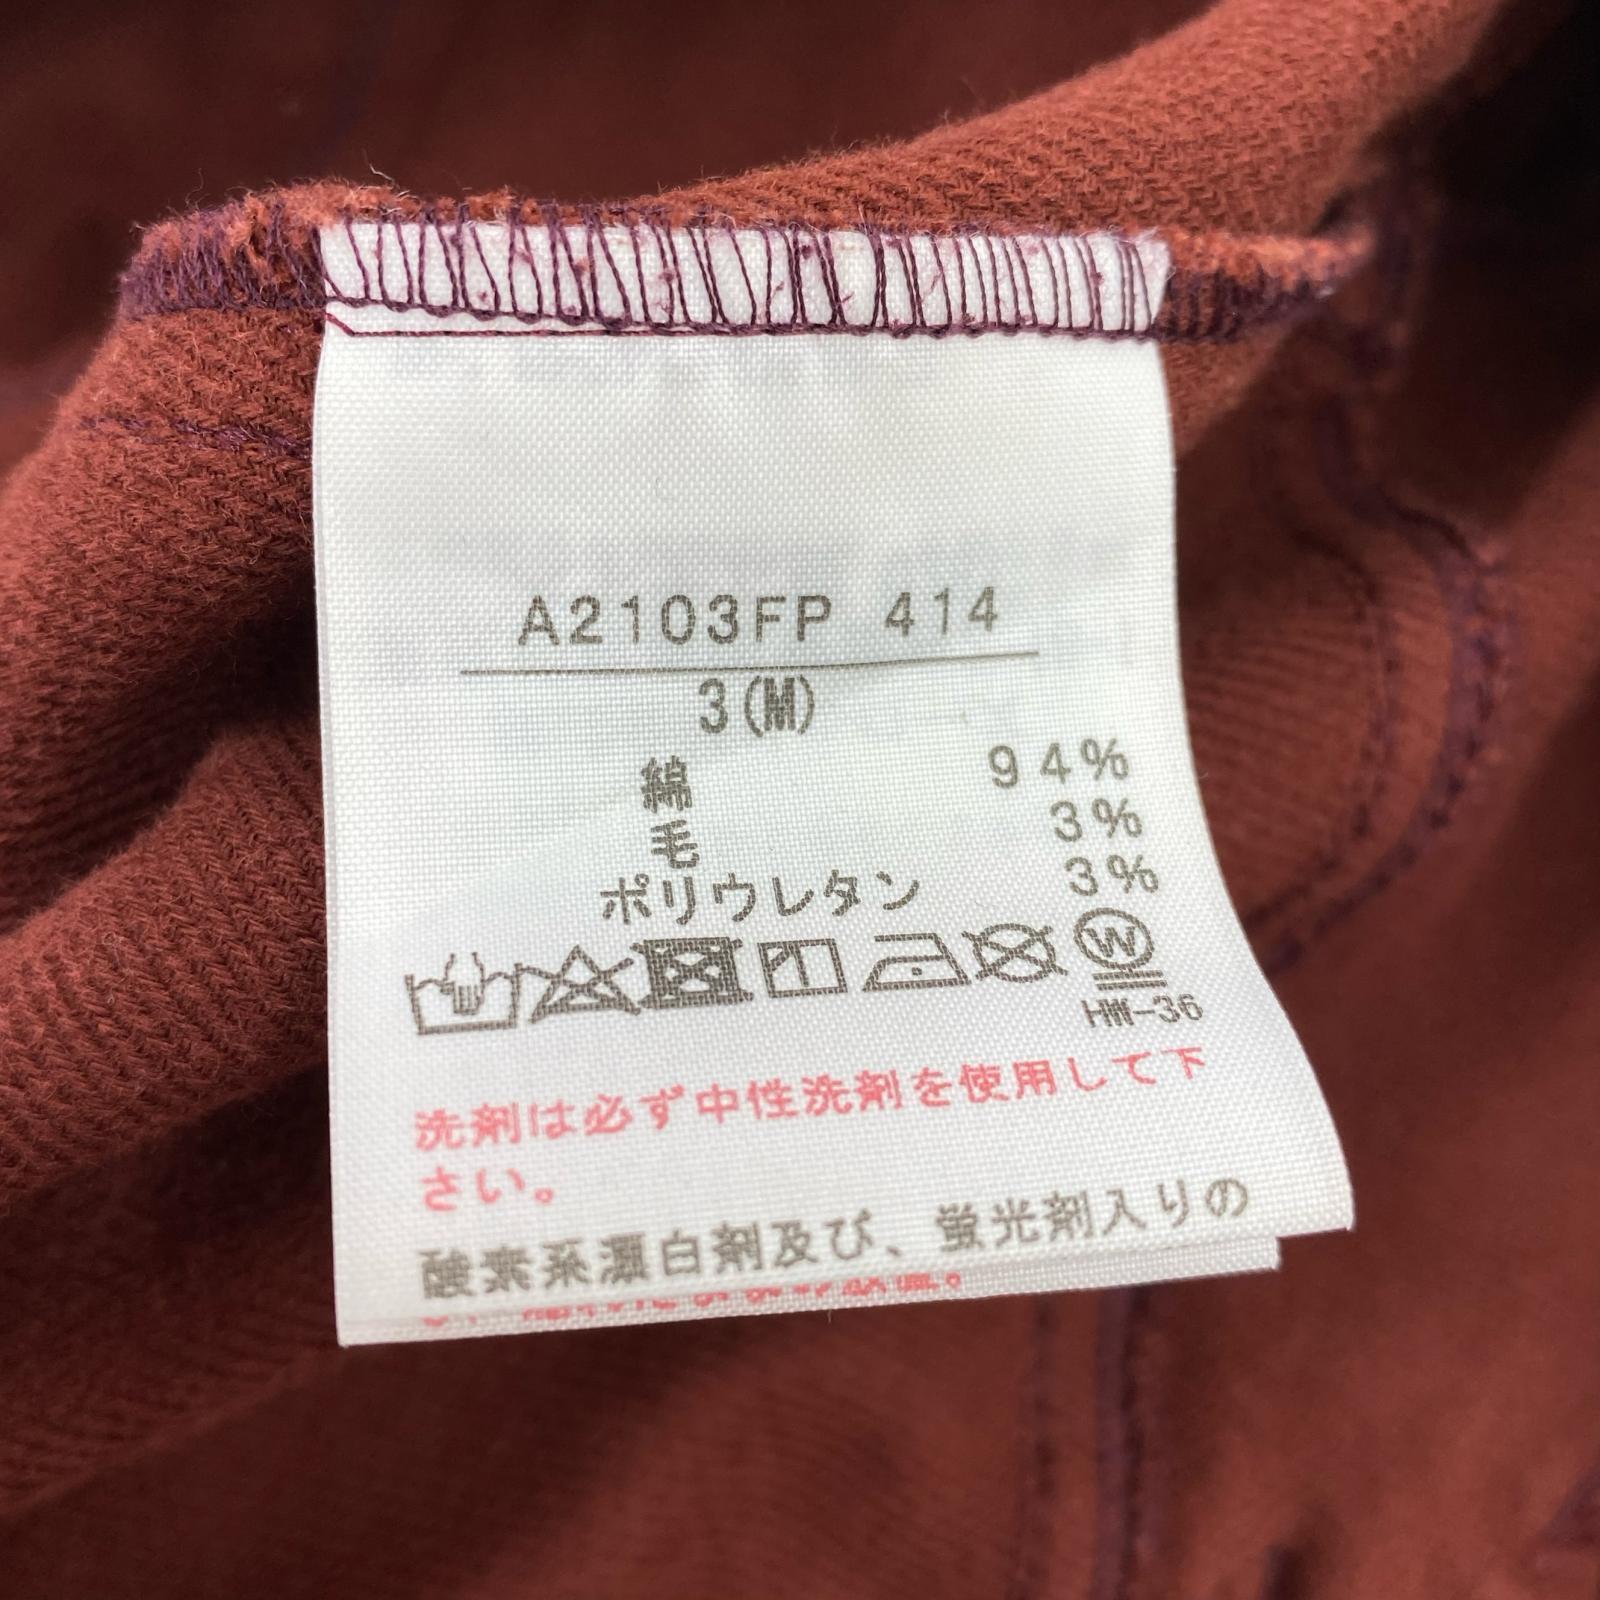 A2103FP 414
3(M)
綿 94%
毛 3%
ポリウレタン 3%
W
HW-36
洗剤は必ず中性洗剤を使用して下
さい。
酸素系漂白剤及び、蛍光剤入りの